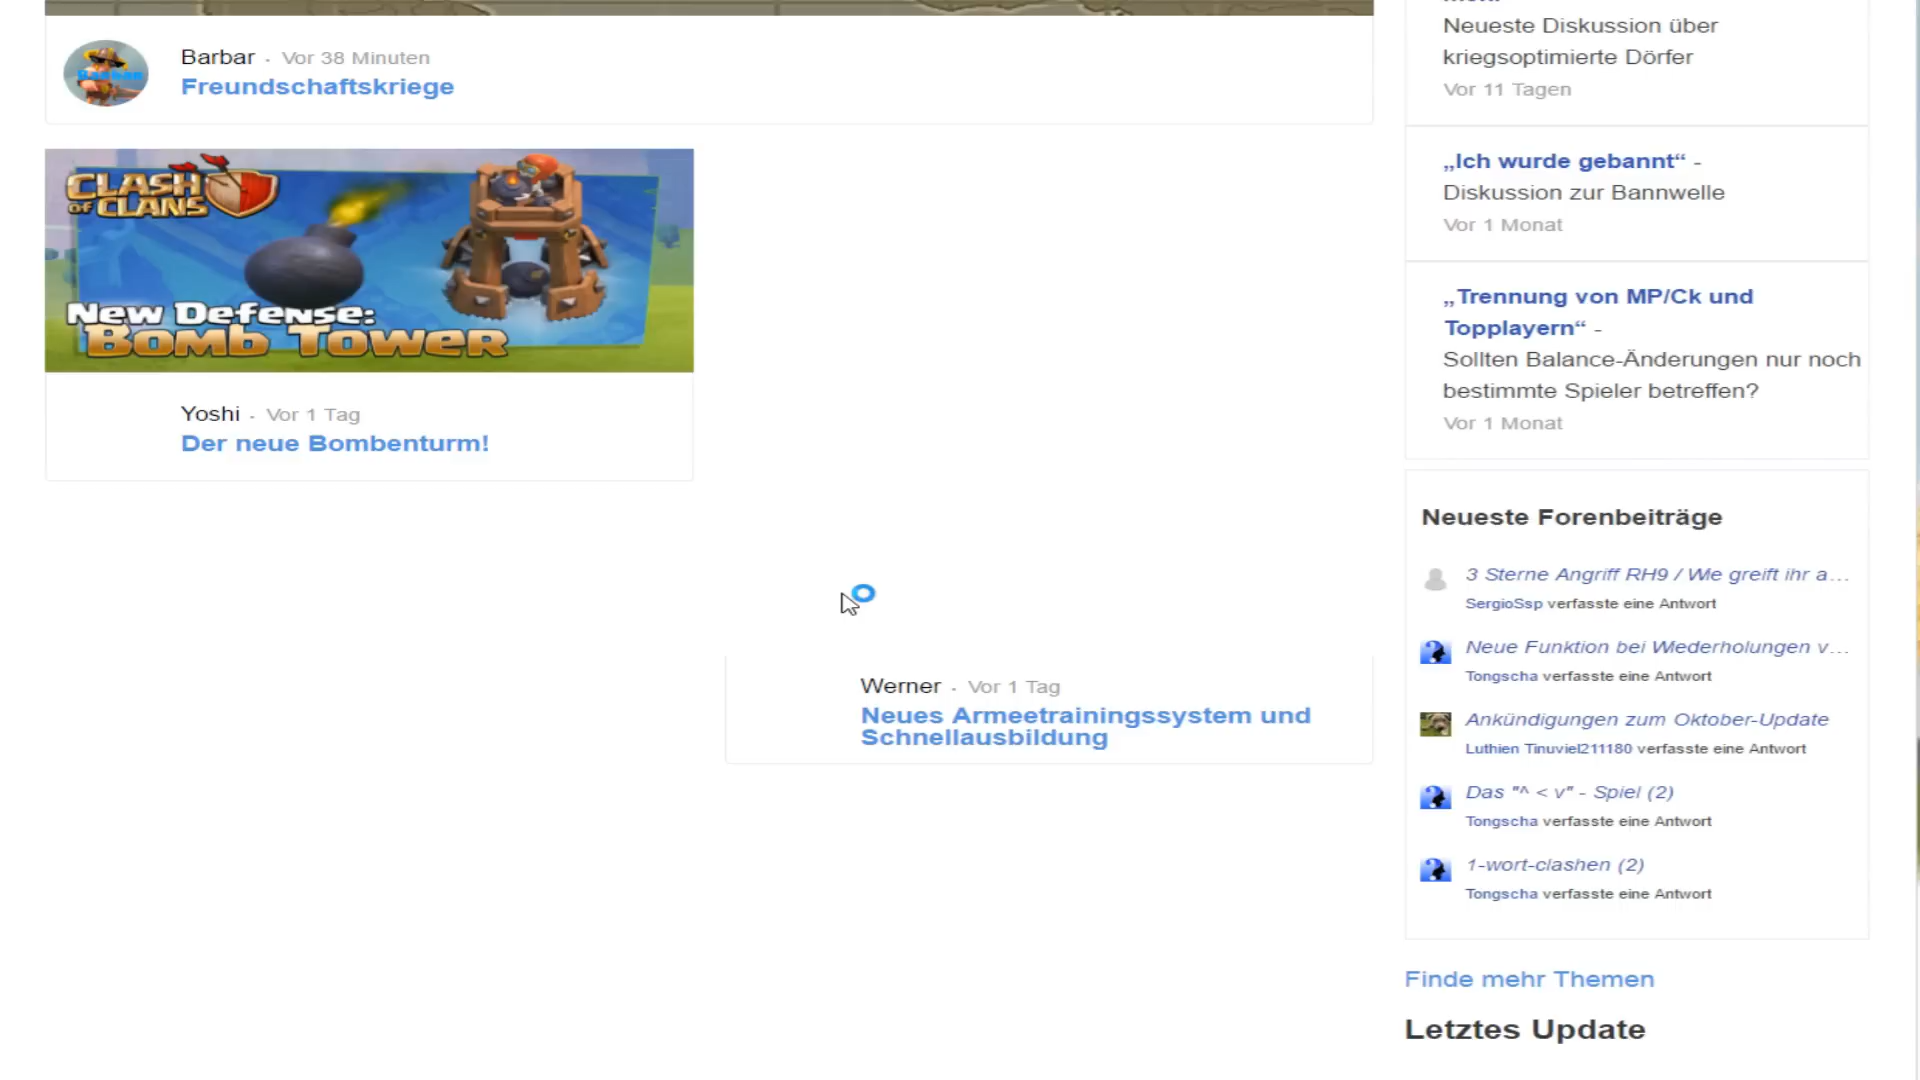 Barbar · Vor 38 Minuten
Freundschaftskriege
CLASH
OF CLANS
New Defense:
Bomb Tower
Yoshi · Vor 1 Tag
Der neue Bombenturm!
Werner · Vor 1 Tag
Neues Armeetrainingssystem und
Schnellausbildung
Neueste Diskussion über
kriegsoptimierte Dörfer
Vor 11 Tagen
„Ich wurde gebannt“ -
Diskussion zur Bannwelle
Vor 1 Monat
„Trennung von MP/Ck und
Topplayern“ -
Sollten Balance-Änderungen nur noch
bestimmte Spieler betreffen?
Vor 1 Monat
Neueste Forenbeiträge
3 Sterne Angriff RH9 / Wie greift ihr a...
SergioSsp verfasste eine Antwort
Neue Funktion bei Wiederholungen v...
Tongscha verfasste eine Antwort
Ankündigungen zum Oktober-Update
Luthien Tinuviel211180 verfasste eine Antwort
Das "^ < v" - Spiel (2)
Tongscha verfasste eine Antwort
1-wort-clashen (2)
Tongscha verfasste eine Antwort
Finde mehr Themen
Letztes Update